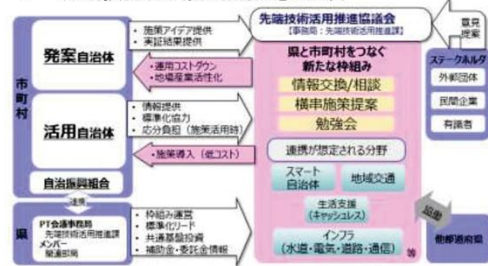 市町村
発案自治体
活用自治体
自治振興組合
・施策アイデア提供
・実証結果提供
・運用コストダウン
・地場産業活性化
・情報提供
・標準化協力
・応分負担(施策活用時)
・施策導入(低コスト)
連携
県
PT会議事務局
先端技術活用推進課
メンバー
関連部局
・枠組み運営
・標準化リード
・共通基盤投資
・補助金・委託金情報
先端技術活用推進協議会
【事務局:先端技術活用推進課】
県と市町村をつなぐ
新たな枠組み
情報交換/相談
横串施策提案
勉強会
連携が想定される分野
スマート
自治体
地域交通
生活支援
(キャッシュレス)
インフラ
(水道・電気・道路・通信)
等
意見
提案
ステークホルダ
外郭団体
民間企業
有識者
協働
他都道府県